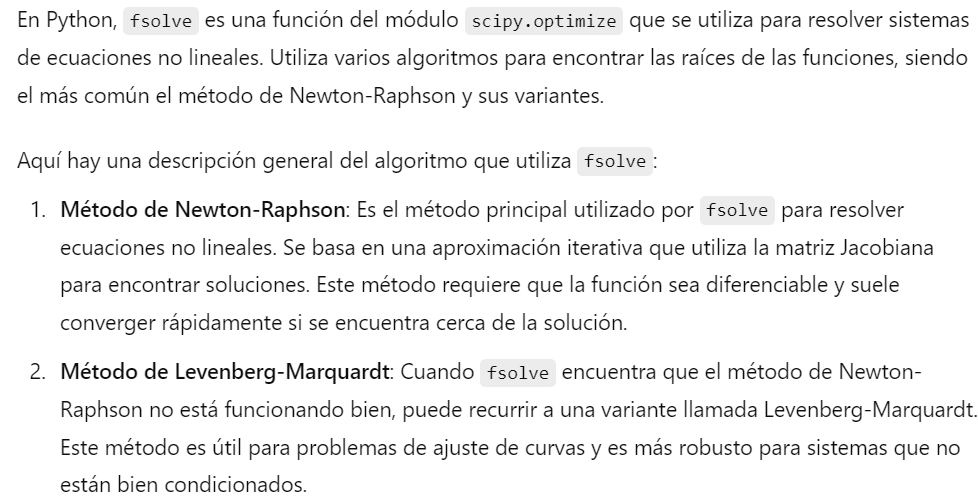 En Python, fsolve es una función del módulo scipy.optimize que se utiliza para resolver sistemas
de ecuaciones no lineales. Utiliza varios algoritmos para encontrar las raíces de las funciones, siendo
el más común el método de Newton-Raphson y sus variantes.
Aquí hay una descripción general del algoritmo que utiliza fsolve:
1. Método de Newton-Raphson: Es el método principal utilizado por fsolve para resolver
ecuaciones no lineales. Se basa en una aproximación iterativa que utiliza la matriz Jacobiana
para encontrar soluciones. Este método requiere que la función sea diferenciable y suele
converger rápidamente si se encuentra cerca de la solución.
2. Método de Levenberg-Marquardt: Cuando fsolve encuentra que el método de Newton-
Raphson no está funcionando bien, puede recurrir a una variante llamada Levenberg-Marquardt.
Este método es útil para problemas de ajuste de curvas y es más robusto para sistemas que no
están bien condicionados.